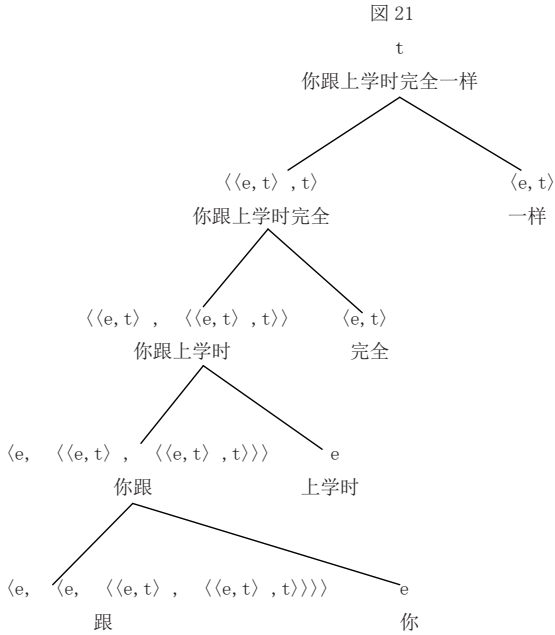 図 21
t
你跟上学时完全一样
〈〈e,t〉,t〉 〈e,t〉
你跟上学时完全 一样
〈〈e,t〉, 〈〈e,t〉,t〉〉 〈e,t〉
你跟上学时 完全
〈e, 〈〈e,t〉, 〈〈e,t〉,t〉〉〉 e
你跟 上学时
〈e, 〈e, 〈〈e,t〉, 〈〈e,t〉,t〉〉〉〉 e
跟 你